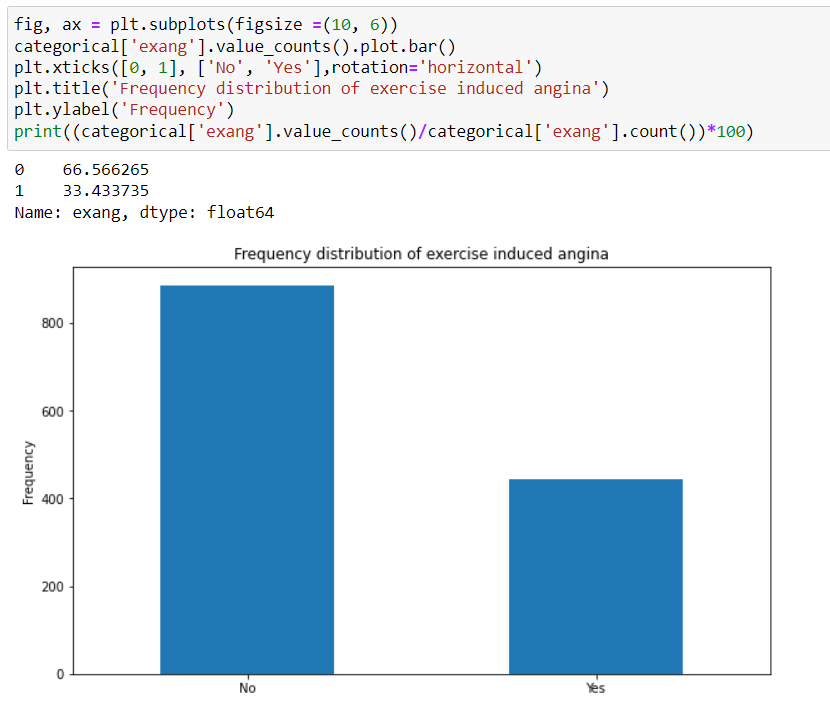 fig, ax = plt.subplots(figsize =(10, 6))
categorical['exang'].value_counts().plot.bar()
plt.xticks([0, 1], ['No', 'Yes'],rotation='horizontal')
plt.title('Frequency distribution of exercise induced angina')
plt.ylabel('Frequency')
print((categorical['exang'].value_counts()/categorical['exang'].count())*100)
0    66.566265
1    33.433735
Name: exang, dtype: float64
Frequency distribution of exercise induced angina
800
600
Frequency
400
200
0
No
Yes